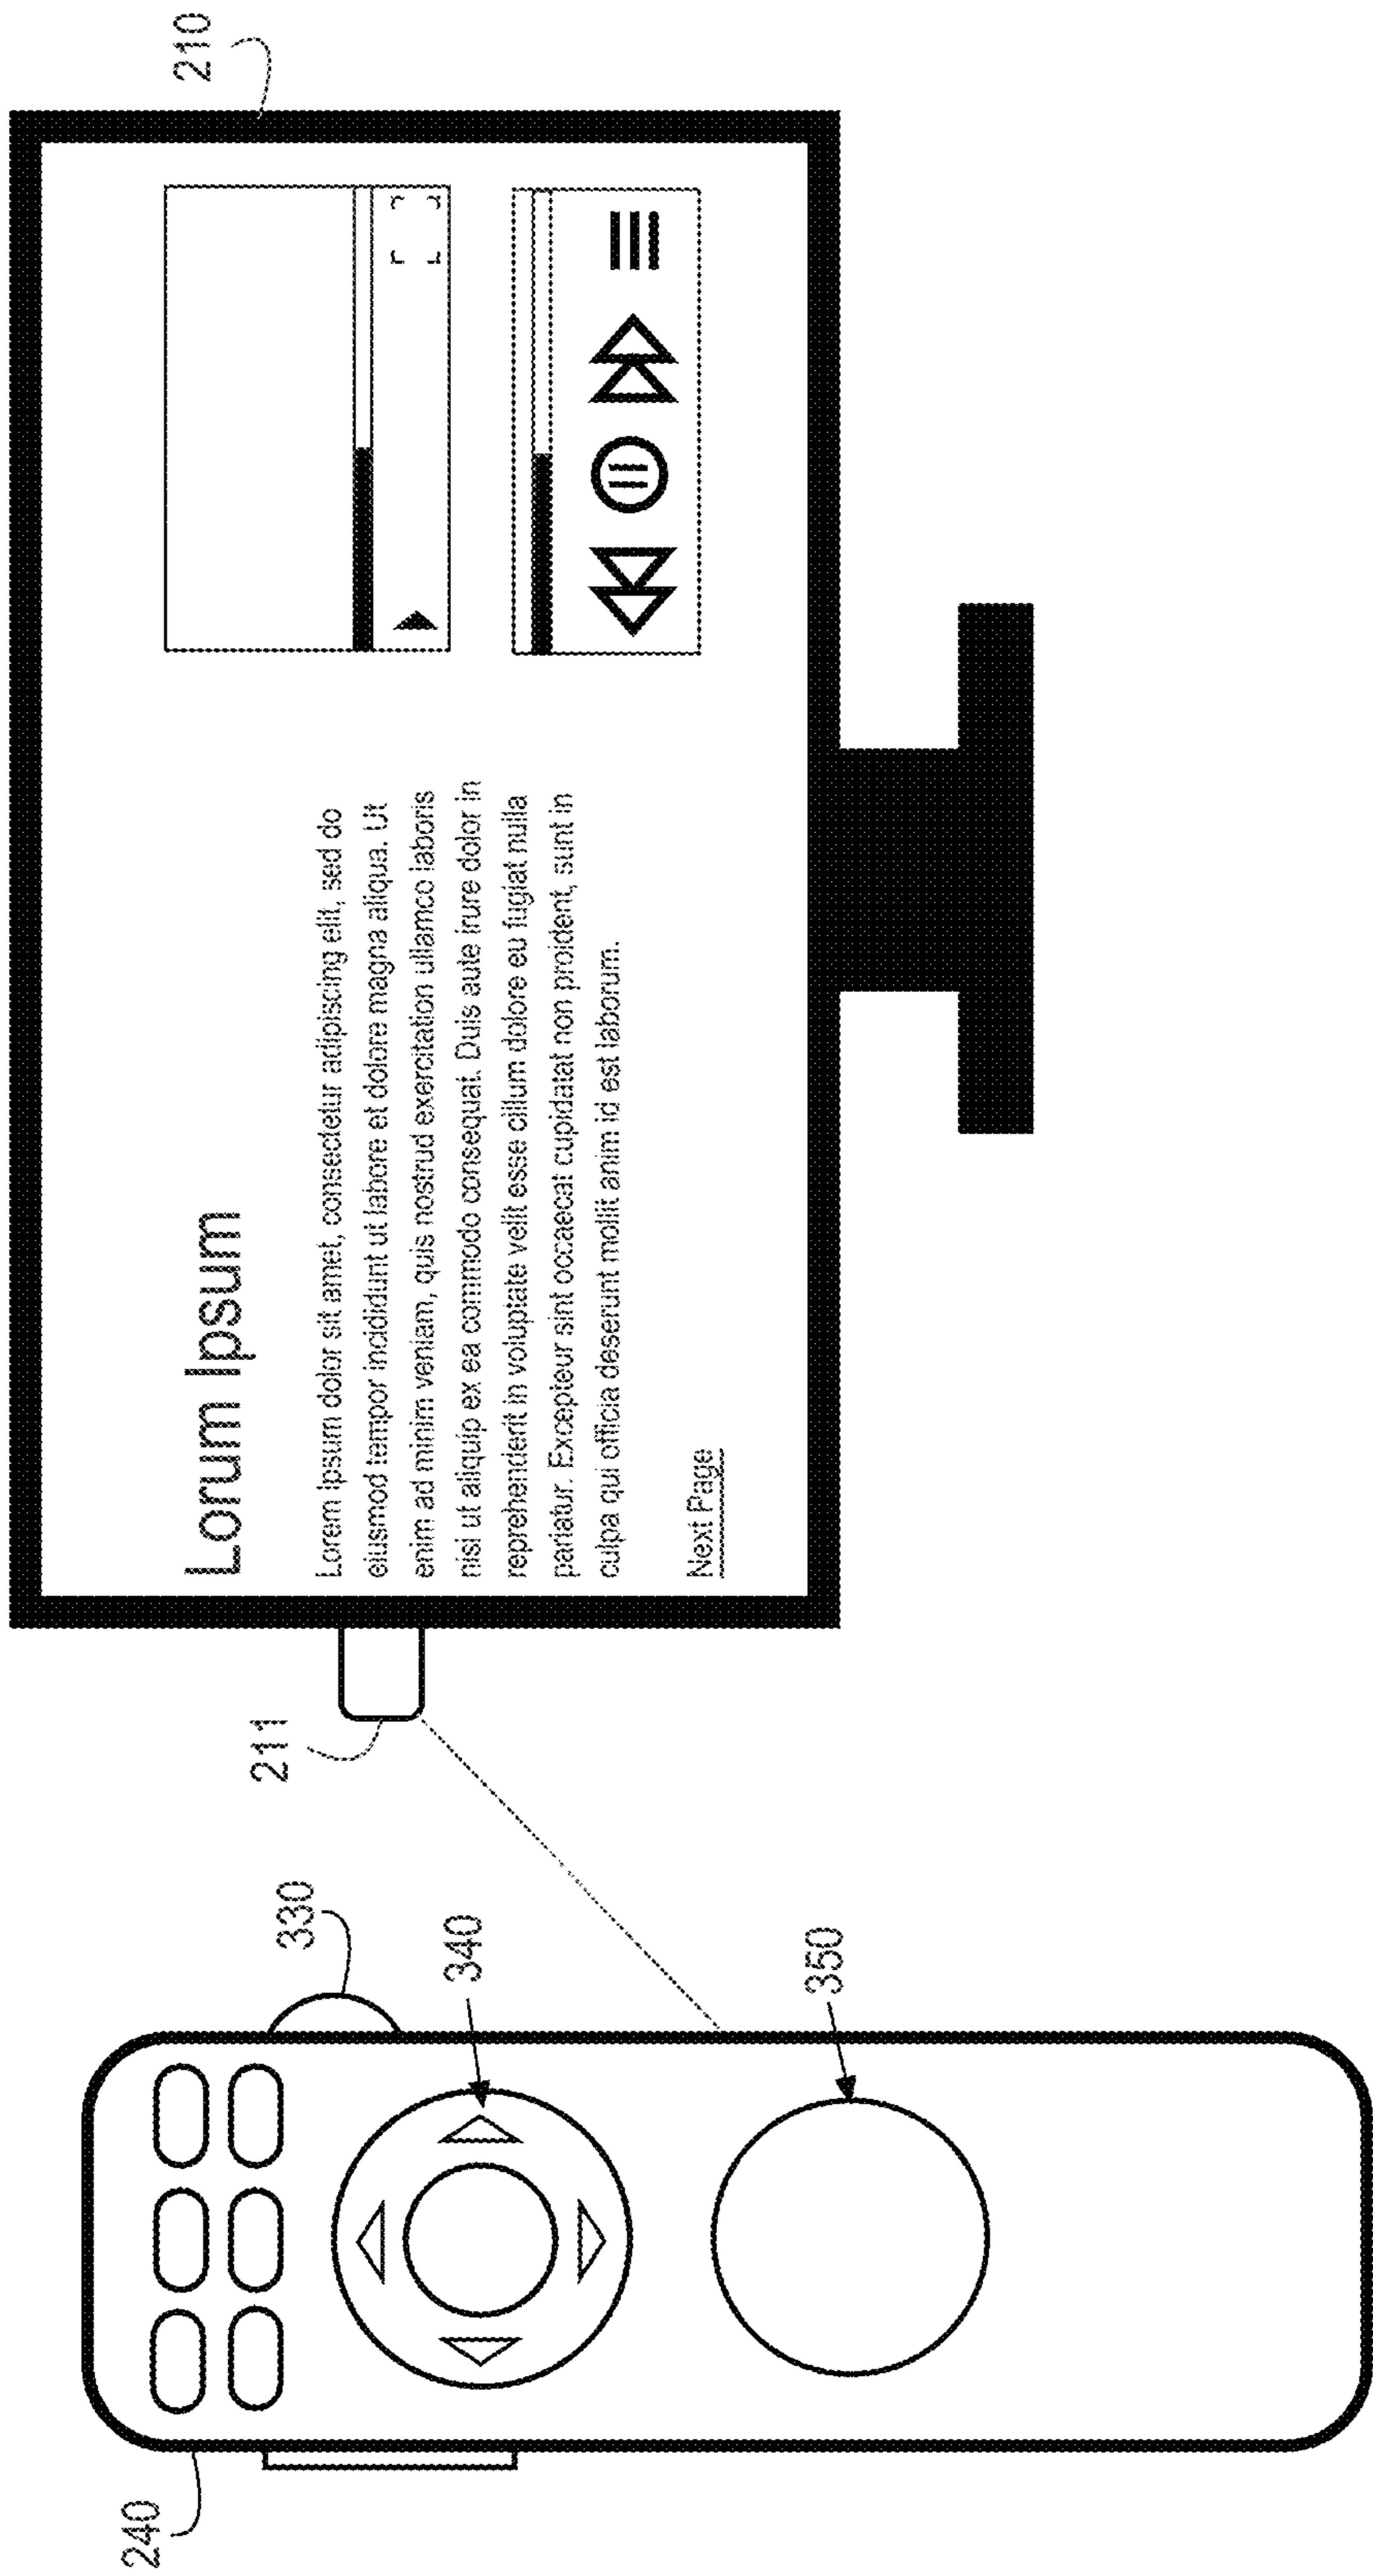 240
330
340
350
211
210
Lorum Ipsum
Lorem ipsum dolor sit amet, consectetur adipiscing elit, sed do
eiusmod tempor incididunt ut labore et dolore magna aliqua. Ut
enim ad minim veniam, quis nostrud exercitation ullamco laboris
nisi ut aliquip ex ea commodo consequat. Duis aute irure dolor in
reprehenderit in voluptate velit esse cillum dolore eu fugiat nulla
pariatur. Excepteur sint occaecat cupidatat non proident, sunt in
culpa qui officia deserunt mollit anim id est laborum.
Next Page